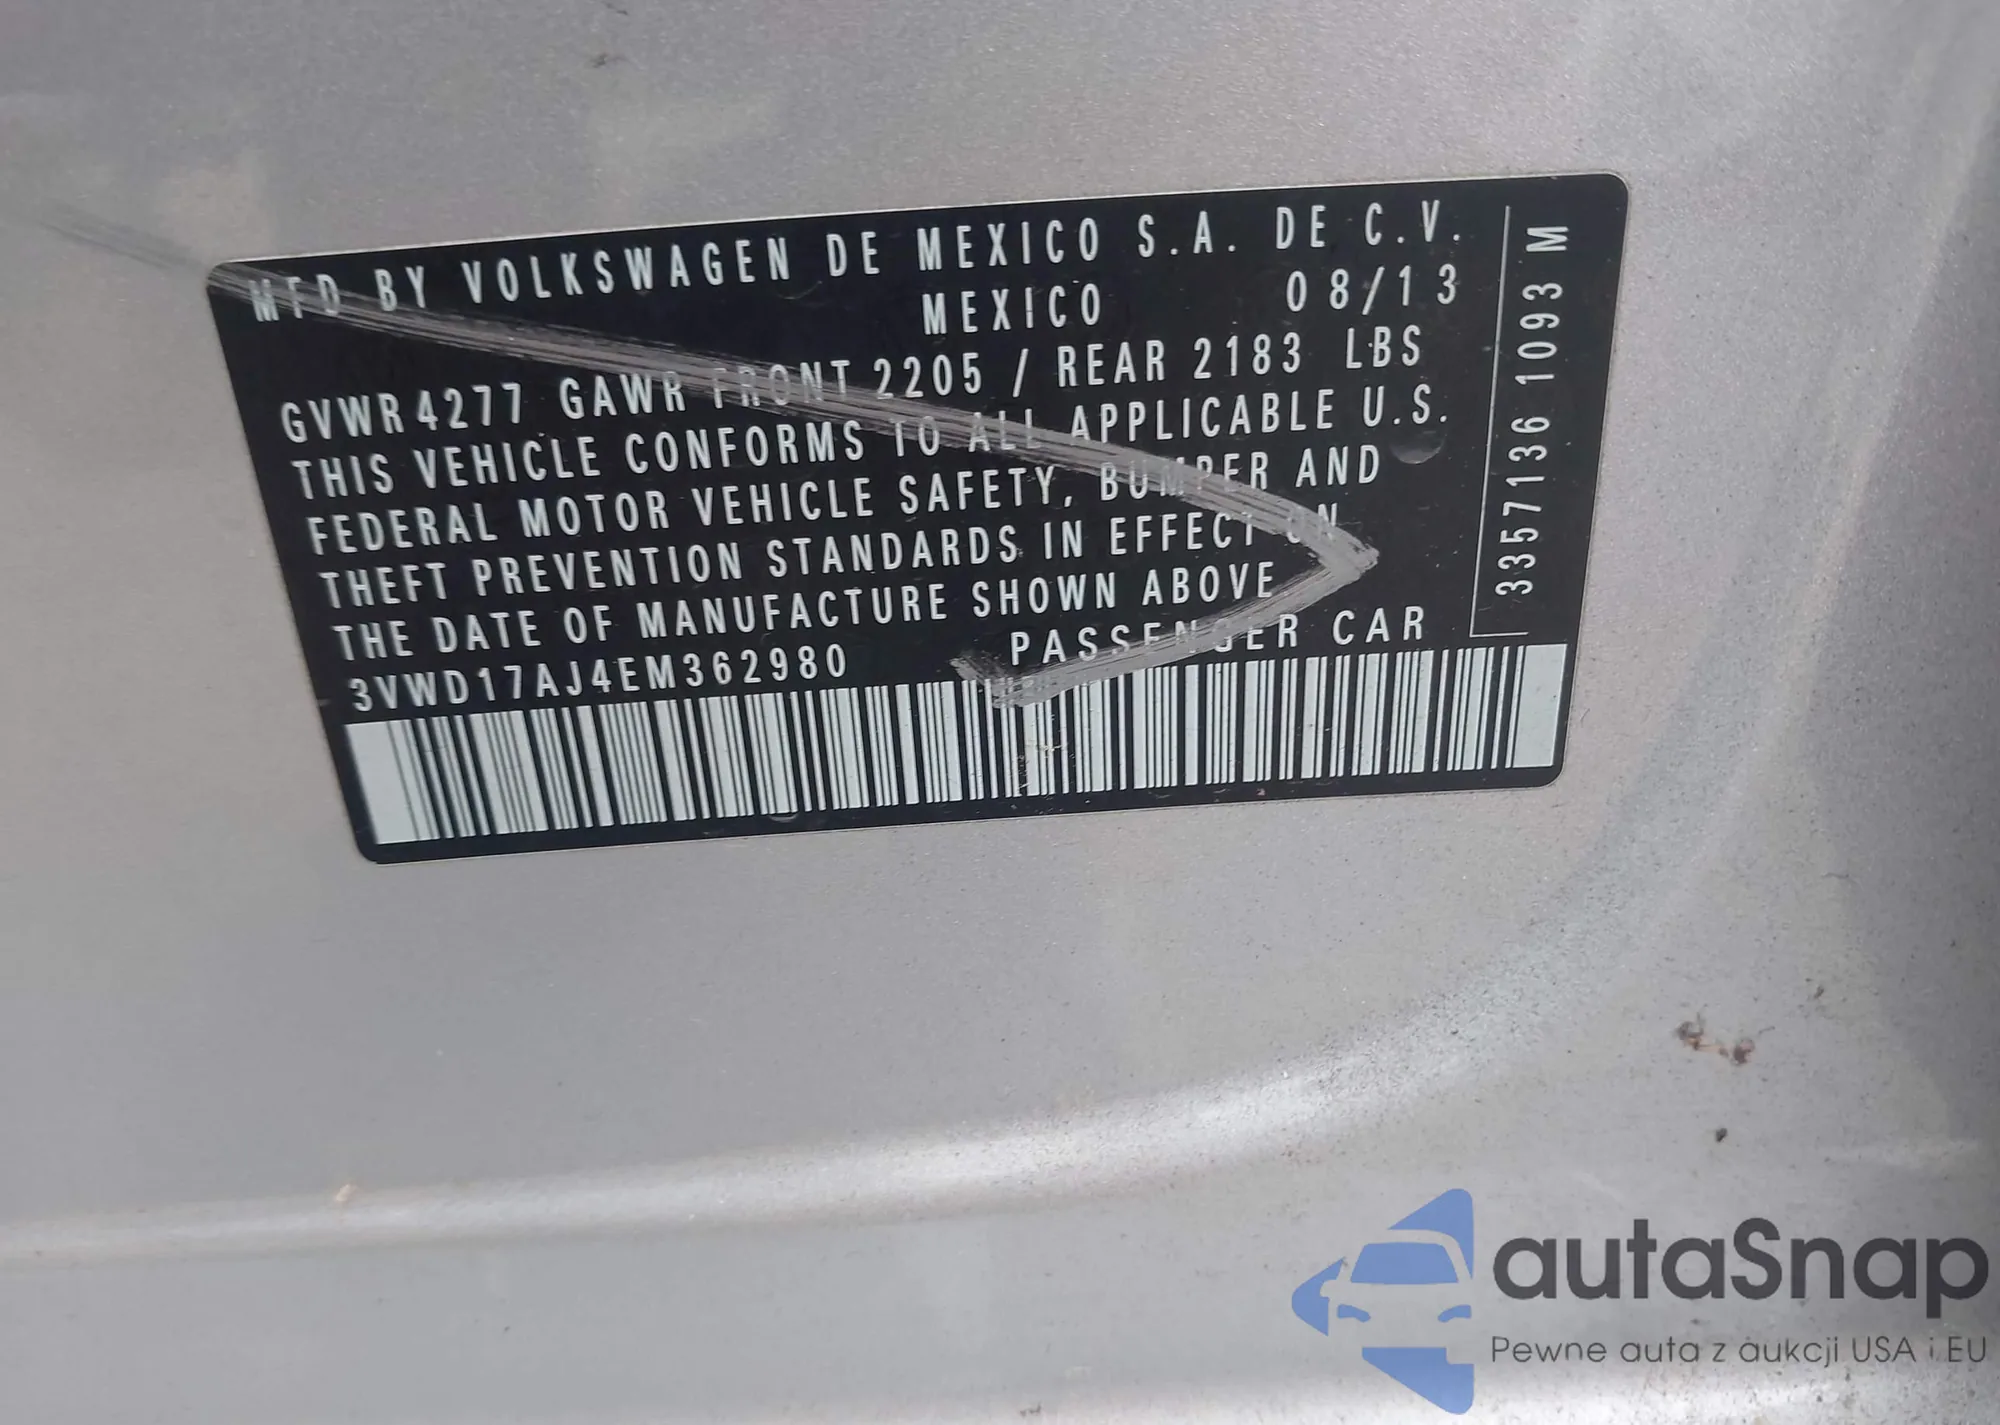 MFD BY VOLKSWAGEN DE MEXICO S.A. DE C.V.
MEXICO 08/13
GVWR 4277 GAWR FRONT 2205 / REAR 2183 LBS
THIS VEHICLE CONFORMS TO ALL APPLICABLE U.S.
FEDERAL MOTOR VEHICLE SAFETY, BUMPER AND
THEFT PREVENTION STANDARDS IN EFFECT ON
THE DATE OF MANUFACTURE SHOWN ABOVE
3VWD17AJ4EM362980 PASSENGER CAR
3357136 1093 M
autaSnap
Pewne auta z aukcji USA i EU